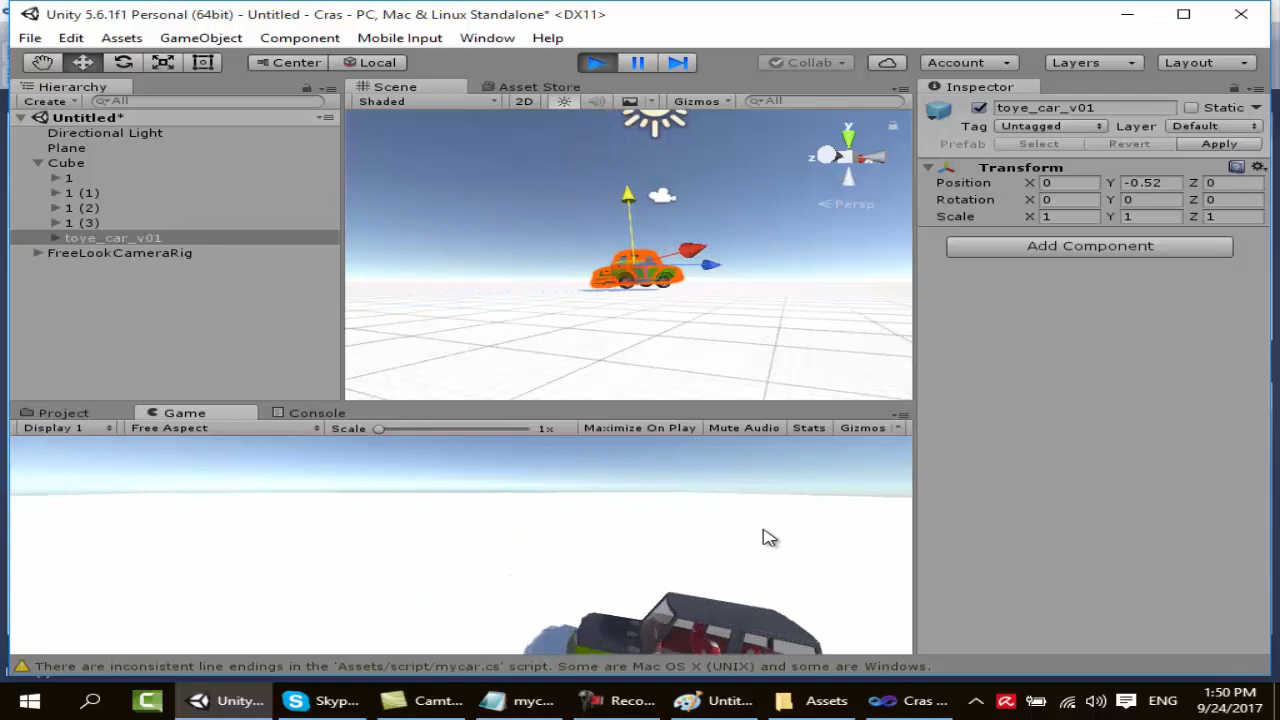 Unity 5.6.1f1 Personal (64bit) - Untitled - Cras - PC, Mac & Linux Standalone* <DX11>
File Edit Assets GameObject Component Mobile Input Window Help
Center Local Collab Account Layers Layout
Hierarchy Scene Asset Store Inspector
Create All Shaded 2D Gizmos All toye_car_v01 Static
Untitled*
Tag Untagged Layer Default
Directional Light
Plane
Prefab Select Revert Apply
Cube
Transform
1
Position X 0 Y -0.52 Z 0
1 (1)
Rotation X 0 Y 0 Z 0
1 (2)
Scale X 1 Y 1 Z 1
1 (3)
toye_car_v01
FreeLookCameraRig
Add Component
y
z
Persp
Project Game Console
Display 1 Free Aspect Scale 1x Maximize On Play Mute Audio Stats Gizmos
There are inconsistent line endings in the 'Assets/script/mycar.cs' script. Some are Mac OS X (UNIX) and some are Windows.
Unity... Skyp... Camt... myc... Reco... Untit... Assets Cras ... ENG
1:50 PM
9/24/2017